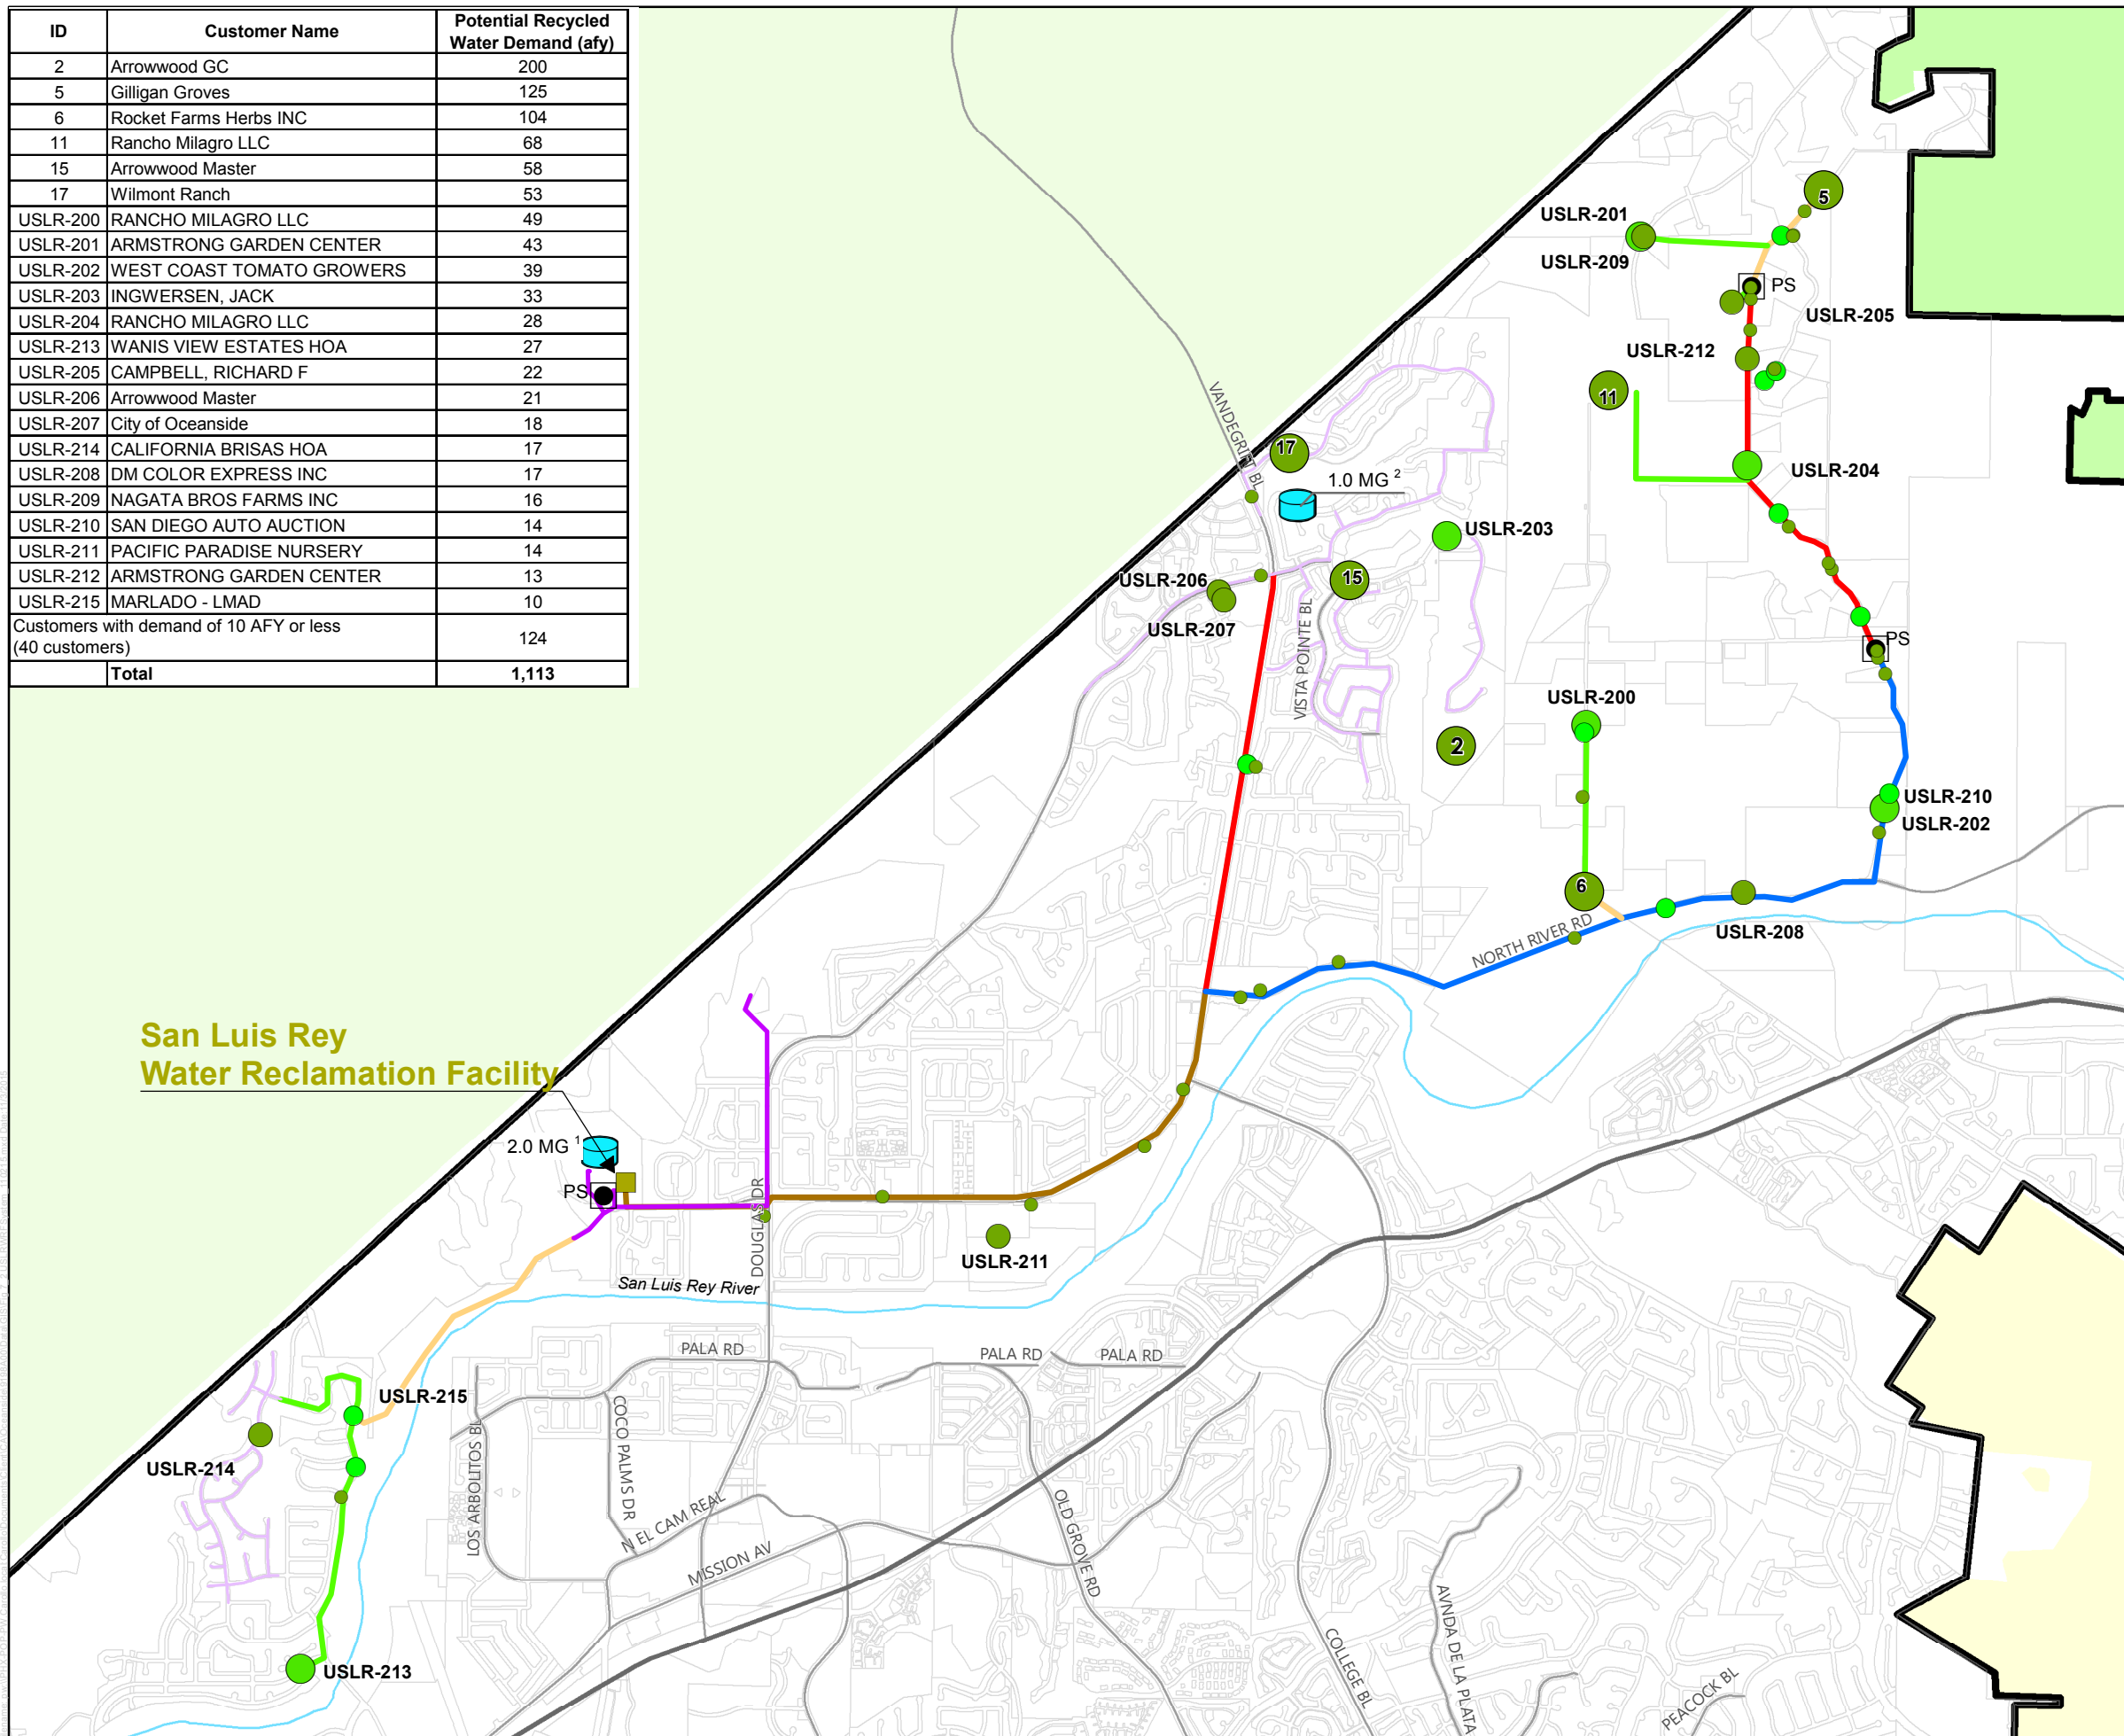 ID Customer Name Potential Recycled Water Demand (afy)
2 Arrowwood GC 200
5 Gilligan Groves 125
6 Rocket Farms Herbs INC 104
11 Rancho Milagro LLC 68
15 Arrowwood Master 58
17 Wilmont Ranch 53
USLR-200 RANCHO MILAGRO LLC 49
USLR-201 ARMSTRONG GARDEN CENTER 43
USLR-202 WEST COAST TOMATO GROWERS 39
USLR-203 INGWERSEN, JACK 33
USLR-204 RANCHO MILAGRO LLC 28
USLR-213 WANIS VIEW ESTATES HOA 27
USLR-205 CAMPBELL, RICHARD F 22
USLR-206 Arrowwood Master 21
USLR-207 City of Oceanside 18
USLR-214 CALIFORNIA BRISAS HOA 17
USLR-208 DM COLOR EXPRESS INC 17
USLR-209 NAGATA BROS FARMS INC 16
USLR-210 SAN DIEGO AUTO AUCTION 14
USLR-211 PACIFIC PARADISE NURSERY 14
USLR-212 ARMSTRONG GARDEN CENTER 13
USLR-215 MARLADO - LMAD 10
Customers with demand of 10 AFY or less
(40 customers) 124
Total 1,113
5
USLR-201
USLR-209
PS
USLR-205
USLR-212
11
VANDEGRIFT BL
17
1.0 MG 2
USLR-204
USLR-203
USLR-206
15
USLR-207
VISTA POINTE BL
PS
USLR-200
2
USLR-210
USLR-202
6
NORTH RIVER RD
USLR-208
San Luis Rey
Water Reclamation Facility
2.0 MG 1
PS
DOUGLAS DR
USLR-211
San Luis Rey River
PALA RD
PALA RD
PALA RD
USLR-215
USLR-214
LOS ARBOLITOS BL
COCO PALMS DR
N EL CAM REAL
MISSION AV
OLD GROVE RD
COLLEGE BL
AVNDA DE LA PLATA
PEACOCK BL
USLR-213